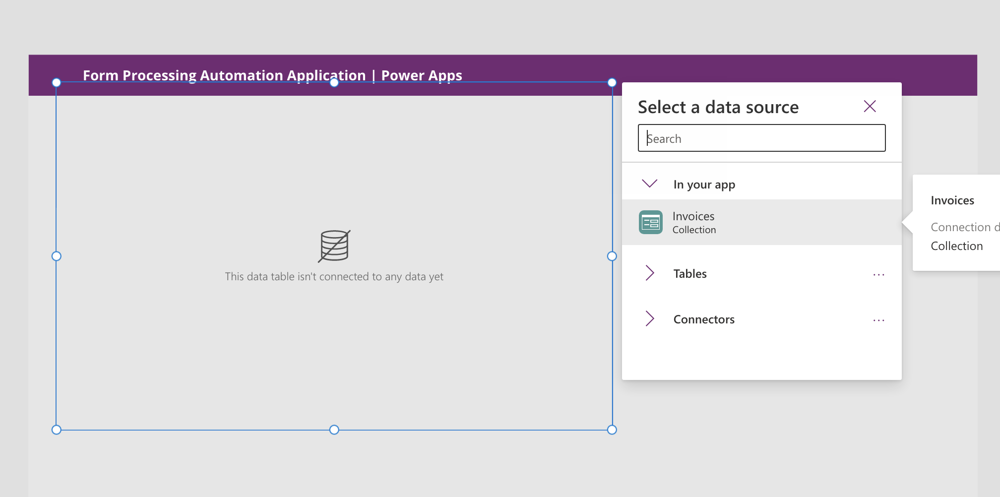 Form Processing Automation Application | Power Apps
Select a data source
Search
In your app
Invoices
Collection
Tables
Connectors
This data table isn't connected to any data yet
Invoices
Connection d
Collection